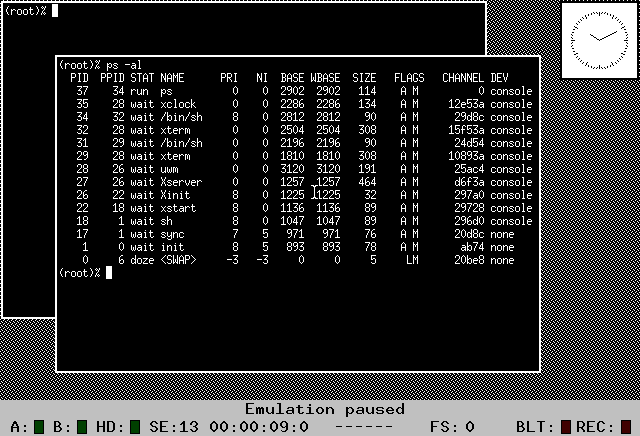 (root)%
(root)% ps -al
PID PPID STAT NAME PRI NI BASE WBASE SIZE FLAGS CHANNEL DEV
37 34 run ps 0 0 2902 2902 114 A M 0 console
35 28 wait xclock 0 0 2286 2286 134 A M 12e53a console
34 32 wait /bin/sh 8 0 2812 2812 90 A M 29d8c console
32 28 wait xterm 0 0 2504 2504 308 A M 15f53a console
31 29 wait /bin/sh 0 0 2196 2196 90 A M 24d54 console
29 28 wait xterm 0 0 1810 1810 308 A M 10893a console
28 26 wait uwm 0 0 3120 3120 191 A M 25ac4 console
27 26 wait Xserver 0 0 1257 1257 464 A M d6f3a console
26 22 wait Xinit 8 0 1225 1225 32 A M 297a0 console
22 18 wait xstart 8 0 1136 1136 89 A M 29728 console
18 1 wait sh 8 0 1047 1047 89 A M 296d0 console
17 1 wait sync 7 5 971 971 76 A M 20d8c none
1 0 wait init 8 5 893 893 78 A M ab74 none
0 6 doze <SWAP> -3 -3 0 0 5 LM 20be8 none
(root)%
Emulation paused
A: B: HD: SE:13 00:00:09:0 ------ FS: 0 BLT: REC: